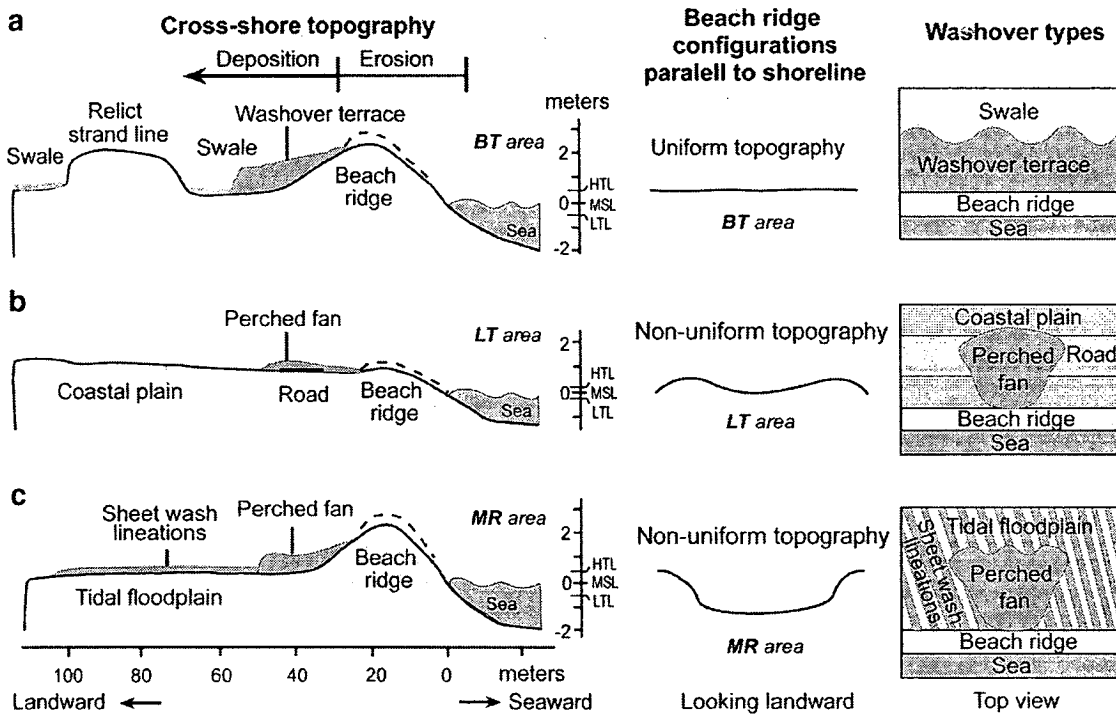 a
Cross-shore topography
Deposition
Erosion
Beach ridge
configurations
paralell to shoreline
Washover types
meters
Washover terrace
Relict
strand line
Swale
Swale
Beach
ridge
BT area
2
0
-2
HTL
MSL
LTL
Sea
Uniform topography
BT area
Swale
Washover terrace
Beach ridge
Sea
b
Perched fan
LT area
Coastal plain
Road
Beach
ridge
Sea
2
0
HTL
MSL
LTL
Non-uniform topography
LT area
Coastal plain
Perched
fan
Road
Beach ridge
Sea
c
Sheet wash
lineations
Perched fan
MR area
Beach
ridge
Tidal floodplain
Sea
2
0
-2
HTL
MSL
LTL
Non-uniform topography
MR area
Tidal floodplain
Sheet wash
lineations
Perched
fan
Beach ridge
Sea
100
80
60
40
20
0
meters
Landward
Seaward
Looking landward
Top view